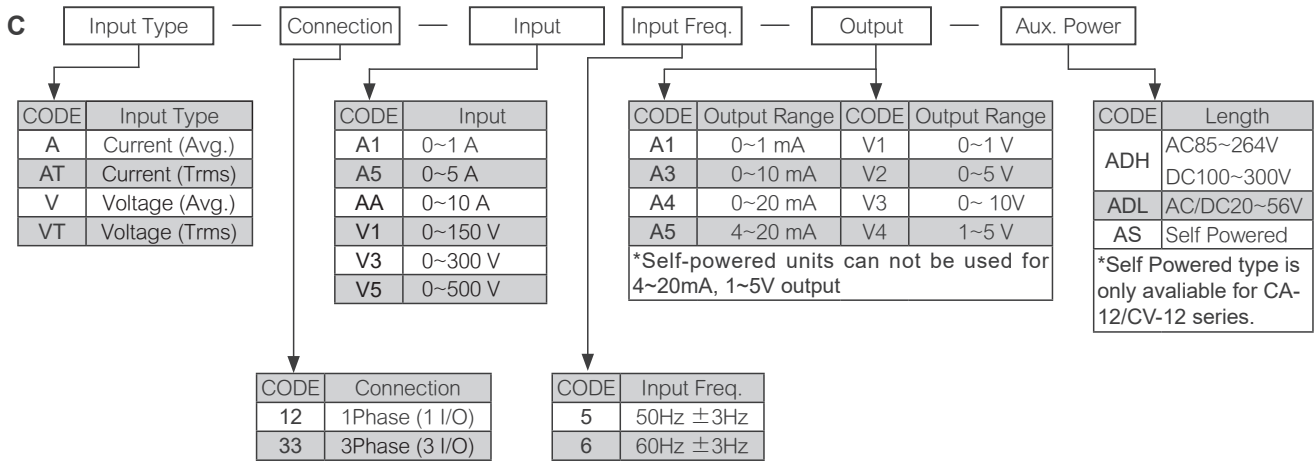 C Input Type — Connection — Input Input Freq. — Output — Aux. Power
CODE Input Type
A Current (Avg.)
AT Current (Trms)
V Voltage (Avg.)
VT Voltage (Trms)
CODE Input
A1 0~1 A
A5 0~5 A
AA 0~10 A
V1 0~150 V
V3 0~300 V
V5 0~500 V
CODE Output Range CODE Output Range
A1 0~1 mA V1 0~1 V
A3 0~10 mA V2 0~5 V
A4 0~20 mA V3 0~ 10V
A5 4~20 mA V4 1~5 V
*Self-powered units can not be used for
4~20mA, 1~5V output
CODE Length
ADH AC85~264V
DC100~300V
ADL AC/DC20~56V
AS Self Powered
*Self Powered type is
only avaliable for CA-
12/CV-12 series.
CODE Connection
12 1Phase (1 I/O)
33 3Phase (3 I/O)
CODE Input Freq.
5 50Hz ±3Hz
6 60Hz ±3Hz